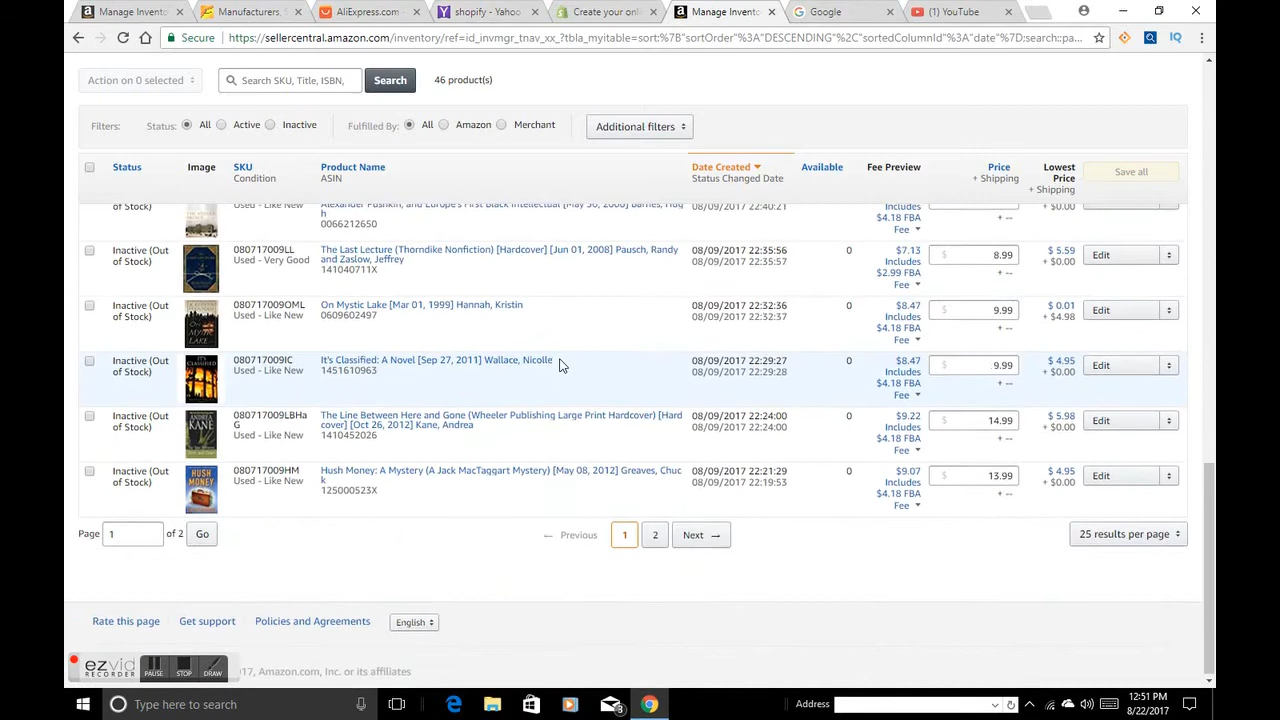 Manage Invento
Manufacturers, S
AliExpress.com -
shopify - Yahoo
Create your onli
Manage Invento
Google
(1) YouTube
Secure
https://sellercentral.amazon.com/inventory/ref=id_invmgr_tnav_xx_?tbla_myitable=sort:%7B"sortOrder"%3A"DESCENDING"%2C"sortedColumnId"%3A"date"%7D;search::pa...
Action on 0 selected
Search SKU, Title, ISBN,
Search
46 product(s)
Filters:
Status:
All
Active
Inactive
Fulfilled By:
All
Amazon
Merchant
Additional filters
Status
Image
SKU
Condition
Product Name
ASIN
Date Created
Status Changed Date
Available
Fee Preview
Price
+ Shipping
Lowest
Price
+ Shipping
Save all
of Stock)
Used - Like New
Alexander Pushkin, and Europe's First Black Intellectual [May 30, 2006] Barnes, Hug
h
0066212650
08/09/2017 22:40:21
Includes
$4.18 FBA
Fee
+ --
+ $0.00
Inactive (Out
of Stock)
080717009LL
Used - Very Good
The Last Lecture (Thorndike Nonfiction) [Hardcover] [Jun 01, 2008] Pausch, Randy
and Zaslow, Jeffrey
141040711X
08/09/2017 22:35:56
08/09/2017 22:35:57
0
$7.13
Includes
$2.99 FBA
Fee
$ 8.99
+ --
$ 5.59
+ $0.00
Edit
Inactive (Out
of Stock)
080717009OML
Used - Like New
On Mystic Lake [Mar 01, 1999] Hannah, Kristin
0609602497
08/09/2017 22:32:36
08/09/2017 22:32:37
0
$8.47
Includes
$4.18 FBA
Fee
$ 9.99
+ --
$ 0.01
+ $4.98
Edit
Inactive (Out
of Stock)
080717009IC
Used - Like New
It's Classified: A Novel [Sep 27, 2011] Wallace, Nicolle
1451610963
08/09/2017 22:29:27
08/09/2017 22:29:28
0
$8.47
Includes
$4.18 FBA
Fee
$ 9.99
+ --
$ 4.95
+ $0.00
Edit
Inactive (Out
of Stock)
080717009LBHa
G
Used - Like New
ANDREA
KANE
The Line Between Here and Gone (Wheeler Publishing Large Print Hardcover) [Hard
cover] [Oct 26, 2012] Kane, Andrea
1410452026
08/09/2017 22:24:00
08/09/2017 22:24:00
0
$9.22
Includes
$4.18 FBA
Fee
$ 14.99
+ --
$ 5.98
+ $0.00
Edit
Inactive (Out
of Stock)
080717009HM
Used - Like New
HUSH
MONEY
Hush Money: A Mystery (A Jack MacTaggart Mystery) [May 08, 2012] Greaves, Chuc
k
125000523X
08/09/2017 22:21:29
08/09/2017 22:19:53
0
$9.07
Includes
$4.18 FBA
Fee
$ 13.99
+ --
$ 4.95
+ $0.00
Edit
Page 1 of 2 Go
← Previous 1 2 Next →
25 results per page
Rate this page
Get support
Policies and Agreements
English
17, Amazon.com, Inc. or its affiliates
ezvid
RECORDER
PAUSE
STOP
DRAW
Type here to search
Address
12:51 PM
8/22/2017